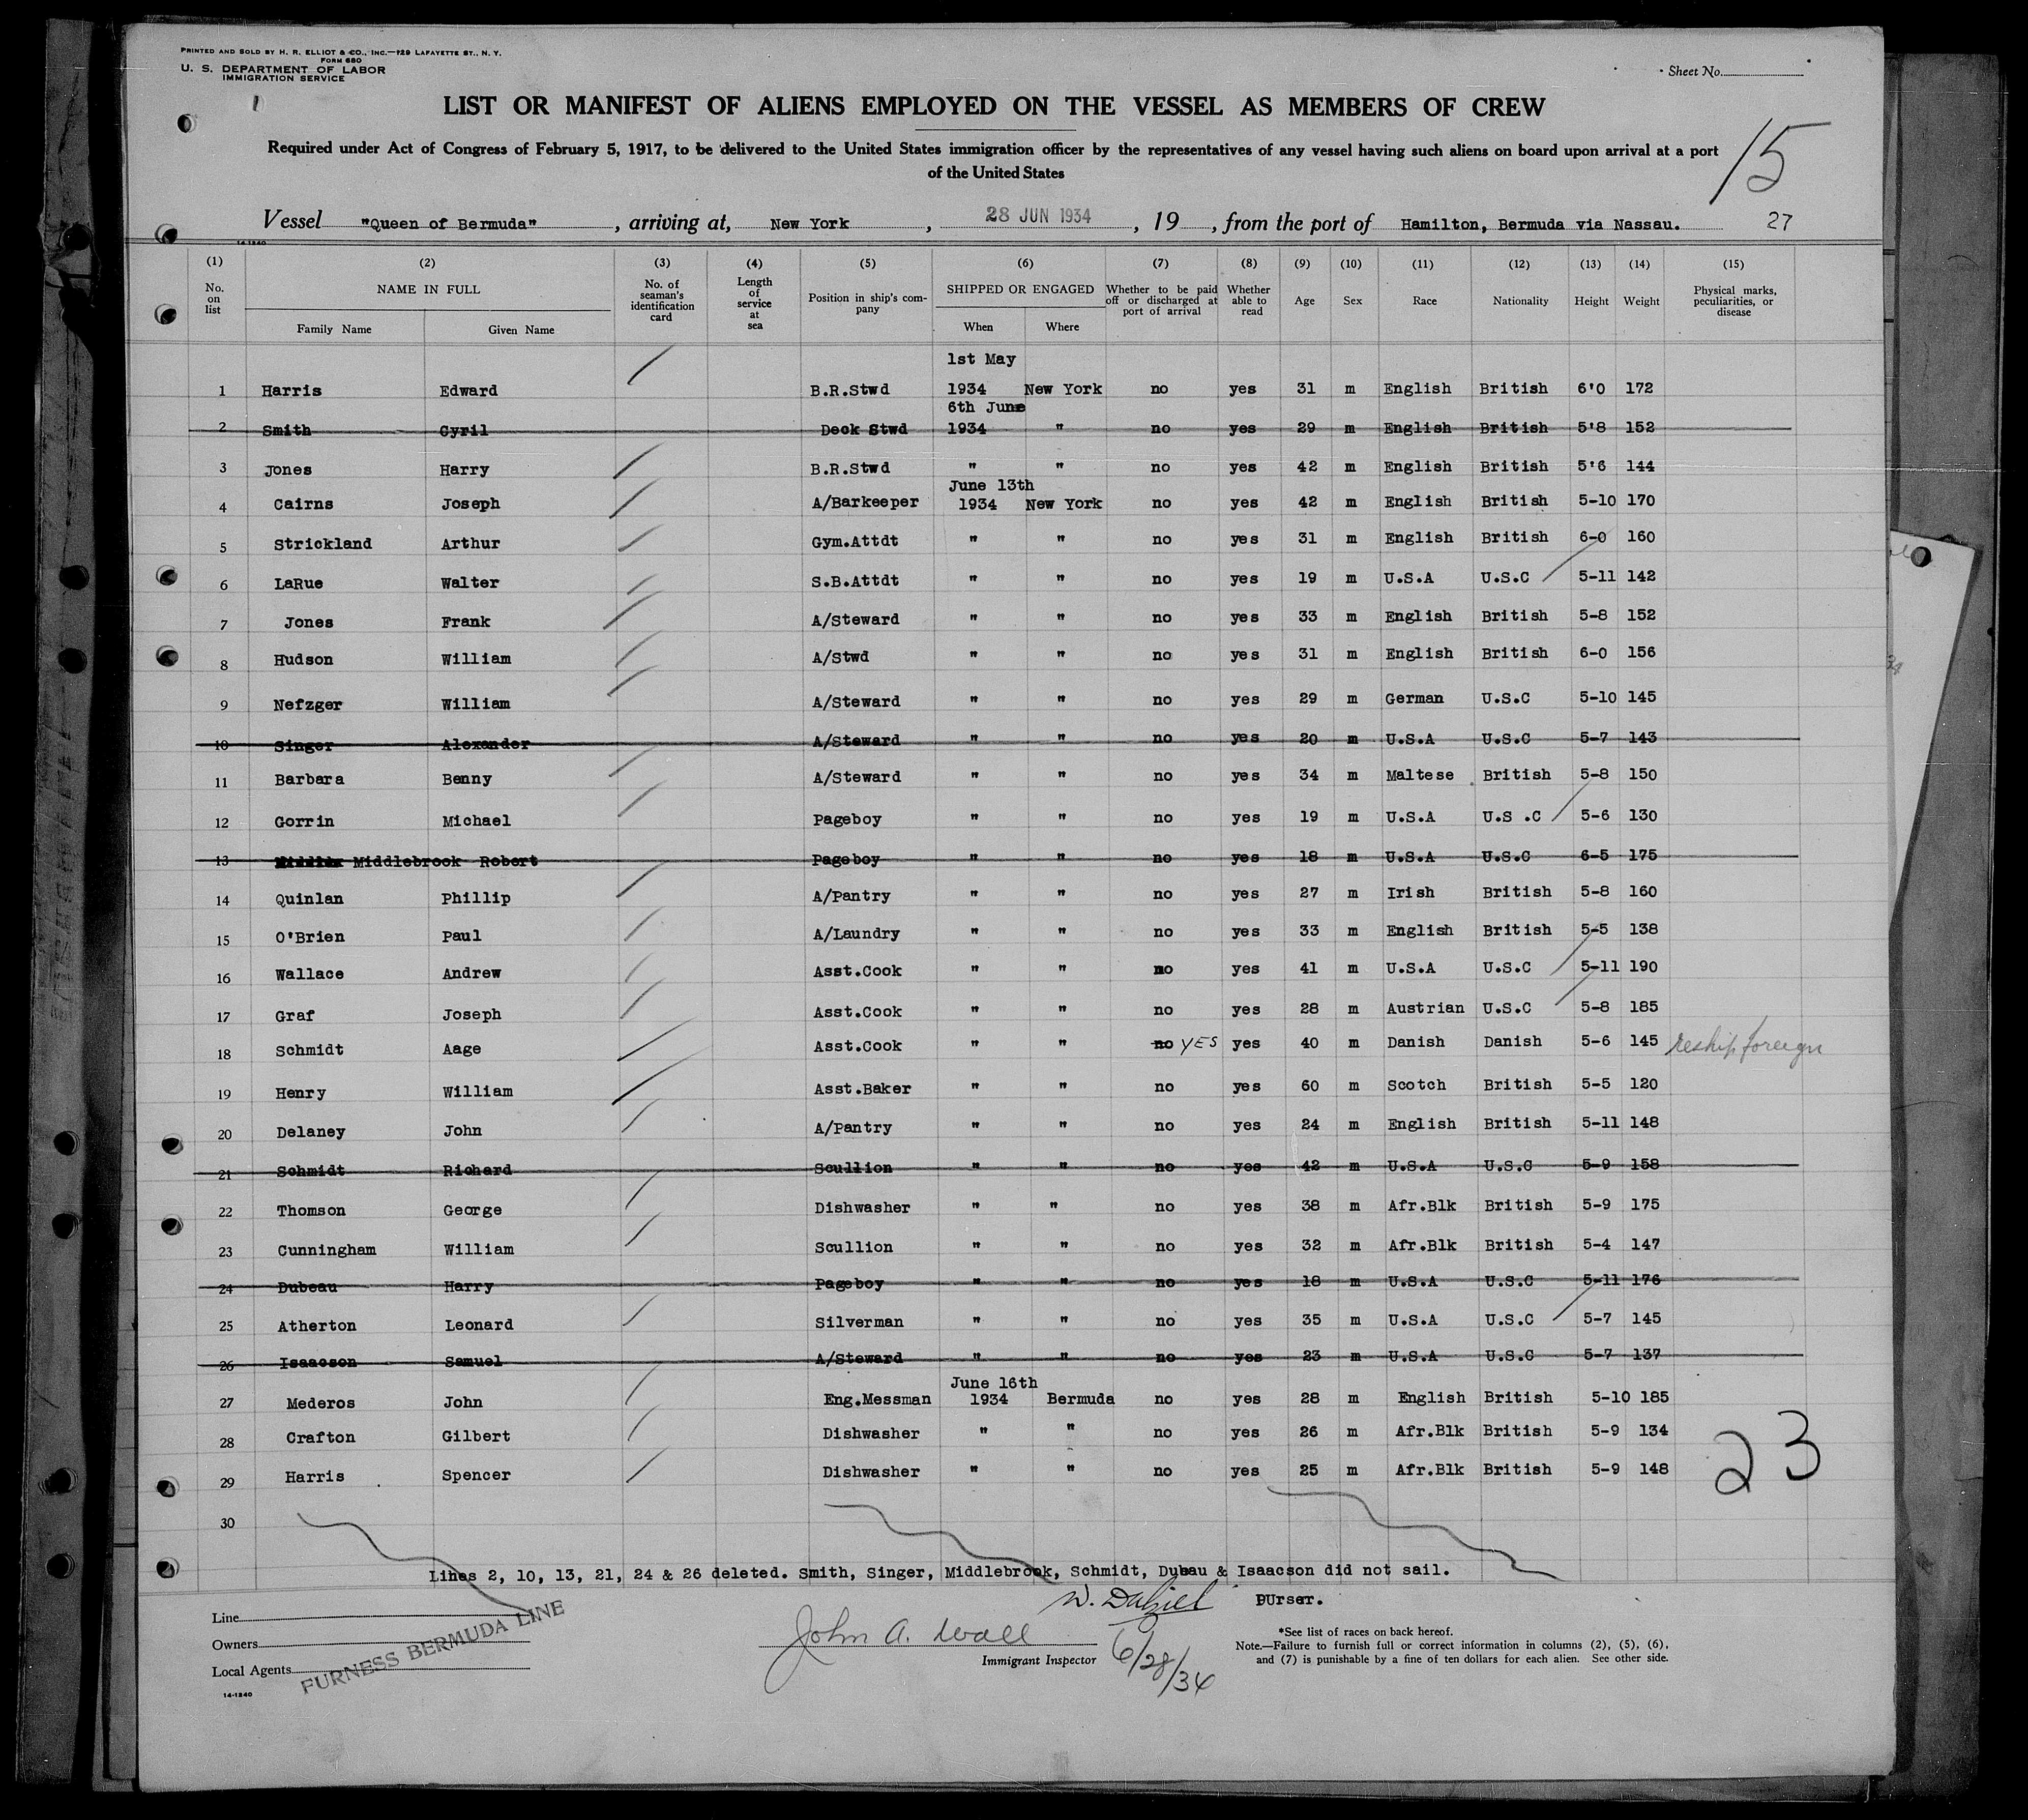 PRINTED AND SOLD BY H. R. ELLIOT & CO., INC.—129 LAFAYETTE ST., N. Y.
FORM 680
U. S. DEPARTMENT OF LABOR
IMMIGRATION SERVICE
Sheet No.
LIST OR MANIFEST OF ALIENS EMPLOYED ON THE VESSEL AS MEMBERS OF CREW
15
Required under Act of Congress of February 5, 1917, to be delivered to the United States immigration officer by the representatives of any vessel having such aliens on board upon arrival at a port
of the United States
Vessel "Queen of Bermuda", arriving at, New York, 28 JUN 1934, 19, from the port of Hamilton, Bermuda via Nassau. 27
14-1240
(1) (2) (3) (4) (5) (6) (7) (8) (9) (10) (11) (12) (13) (14) (15)
No. on list NAME IN FULL Family Name Given Name No. of seaman's identification card Length of service at sea Position in ship's company SHIPPED OR ENGAGED When Where Whether to be paid off or discharged at port of arrival Whether able to read Age Sex Race Nationality Height Weight Physical marks, peculiarities, or disease
1st May
1 Harris Edward B.R.Stwd 1934 New York no yes 31 m English British 6'0 172
6th June
2 Smith Cyril Deck Stwd 1934 " no yes 29 m English British 5'8 152
3 Jones Harry B.R.Stwd " " no yes 42 m English British 5'6 144
June 13th
4 Cairns Joseph A/Barkeeper 1934 New York no yes 42 m English British 5-10 170
5 Strickland Arthur Gym.Attdt " " no yes 31 m English British 6-0 160
6 LaRue Walter S.B.Attdt " " no yes 19 m U.S.A U.S.C 5-11 142
7 Jones Frank A/Steward " " no yes 33 m English British 5-8 152
8 Hudson William A/Stwd " " no yes 31 m English British 6-0 156
9 Nefzger William A/Steward " " no yes 29 m German U.S.C 5-10 145
10 Singer Alexander A/Steward " " no yes 20 m U.S.A U.S.C 5-7 143
11 Barbara Benny A/Steward " " no yes 34 m Maltese British 5-8 150
12 Gorrin Michael Pageboy " " no yes 19 m U.S.A U.S .C 5-6 130
13 Middlebrook Robert Pageboy " " no yes 18 m U.S.A U.S.C 6-5 175
14 Quinlan Phillip A/Pantry " " no yes 27 m Irish British 5-8 160
15 O'Brien Paul A/Laundry " " no yes 33 m English British 5-5 138
16 Wallace Andrew Asst.Cook " " no yes 41 m U.S.A U.S.C 5-11 190
17 Graf Joseph Asst.Cook " " no yes 28 m Austrian U.S.C 5-8 185
18 Schmidt Aage Asst.Cook " " no YES yes 40 m Danish Danish 5-6 145 reship foreign
19 Henry William Asst.Baker " " no yes 60 m Scotch British 5-5 120
20 Delaney John A/Pantry " " no yes 24 m English British 5-11 148
21 Schmidt Richard Scullion " " no yes 42 m U.S.A U.S.C 5-9 158
22 Thomson George Dishwasher " " no yes 38 m Afr.Blk British 5-9 175
23 Cunningham William Scullion " " no yes 32 m Afr.Blk British 5-4 147
24 Dubeau Harry Pageboy " " no yes 18 m U.S.A U.S.C 5-11 176
25 Atherton Leonard Silverman " " no yes 35 m U.S.A U.S.C 5-7 145
26 Isaacson Samuel A/Steward " " no yes 23 m U.S.A U.S.C 5-7 137
June 16th
27 Mederos John Eng.Messman 1934 Bermuda no yes 28 m English British 5-10 185
28 Crafton Gilbert Dishwasher " " no yes 26 m Afr.Blk British 5-9 134
29 Harris Spencer Dishwasher " " no yes 25 m Afr.Blk British 5-9 148
23
30
Lines 2, 10, 13, 21, 24 & 26 deleted. Smith, Singer, Middlebrook, Schmidt, Dubau & Isaacson did not sail.
W. Dalziel PUrser.
Line
Owners
Local Agents
FURNESS BERMUDA LINE
14-1240
John A. Wall
Immigrant Inspector
6/28/34
*See list of races on back hereof.
Note.—Failure to furnish full or correct information in columns (2), (5), (6),
and (7) is punishable by a fine of ten dollars for each alien. See other side.